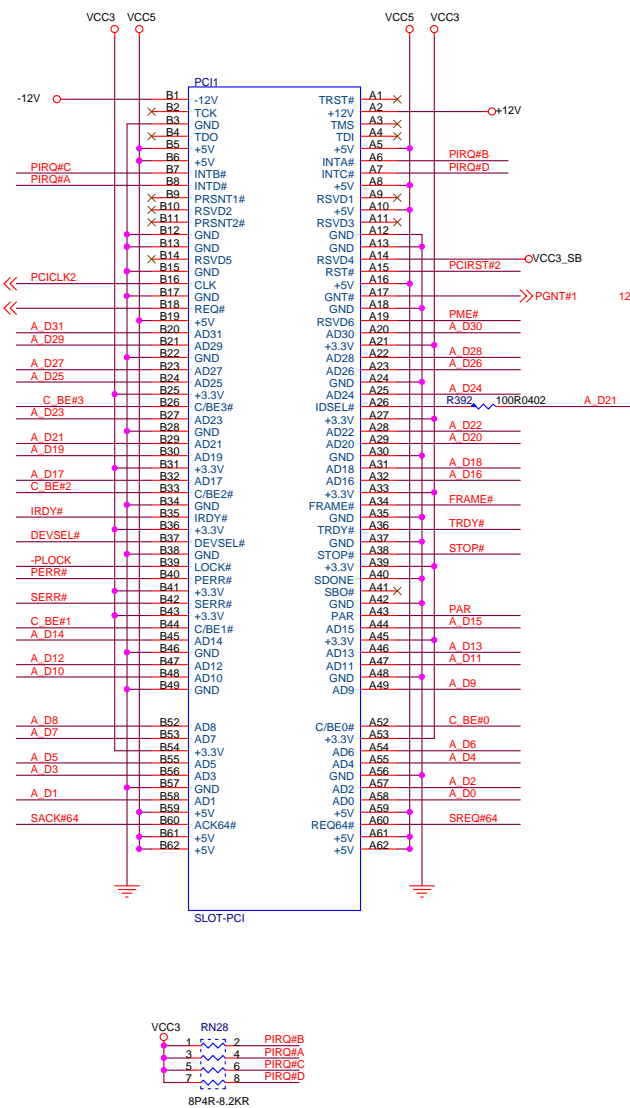 VCC3 VCC5 VCC5 VCC3
PCI1
-12V B1 -12V TRST# A1
B2 TCK +12V A2 +12V
B3 GND TMS A3
B4 TDO TDI A4
B5 +5V +5V A5
B6 +5V INTA# A6 PIRQ#B
PIRQ#C B7 INTB# INTC# A7 PIRQ#D
PIRQ#A B8 INTD# +5V A8
B9 PRSNT1# RSVD1 A9
B10 RSVD2 +5V A10
B11 PRSNT2# RSVD3 A11
B12 GND GND A12
B13 GND GND A13
B14 RSVD5 RSVD4 A14 VCC3_SB
B15 GND RST# A15 PCIRST#2
PCICLK2 B16 CLK +5V A16
B17 GND GNT# A17 PGNT#1 12
B18 REQ# GND A18
B19 +5V RSVD6 A19 PME#
A_D31 B20 AD31 AD30 A20 A_D30
A_D29 B21 AD29 +3.3V A21
B22 GND AD28 A22 A_D28
A_D27 B23 AD27 AD26 A23 A_D26
A_D25 B24 AD25 GND A24
B25 +3.3V AD24 A25 A_D24
C_BE#3 B26 C/BE3# IDSEL# A26 R392 100R0402 A_D21
A_D23 B27 AD23 +3.3V A27
B28 GND AD22 A28 A_D22
A_D21 B29 AD21 AD20 A29 A_D20
A_D19 B30 AD19 GND A30
B31 +3.3V AD18 A31 A_D18
A_D17 B32 AD17 AD16 A32 A_D16
C_BE#2 B33 C/BE2# +3.3V A33
B34 GND FRAME# A34 FRAME#
IRDY# B35 IRDY# GND A35
B36 +3.3V TRDY# A36 TRDY#
DEVSEL# B37 DEVSEL# GND A37
B38 GND STOP# A38 STOP#
-PLOCK B39 LOCK# +3.3V A39
PERR# B40 PERR# SDONE A40
B41 +3.3V SBO# A41
SERR# B42 SERR# GND A42
B43 +3.3V PAR A43 PAR
C_BE#1 B44 C/BE1# AD15 A44 A_D15
A_D14 B45 AD14 +3.3V A45
B46 GND AD13 A46 A_D13
A_D12 B47 AD12 AD11 A47 A_D11
A_D10 B48 AD10 GND A48
B49 GND AD9 A49 A_D9
A_D8 B52 AD8 C/BE0# A52 C_BE#0
A_D7 B53 AD7 +3.3V A53
B54 +3.3V AD6 A54 A_D6
A_D5 B55 AD5 AD4 A55 A_D4
A_D3 B56 AD3 GND A56
B57 GND AD2 A57 A_D2
A_D1 B58 AD1 AD0 A58 A_D0
B59 +5V +5V A59
SACK#64 B60 ACK64# REQ64# A60 SREQ#64
B61 +5V +5V A61
B62 +5V +5V A62
SLOT-PCI
VCC3 RN28
1 2 PIRQ#B
3 4 PIRQ#A
5 6 PIRQ#C
7 8 PIRQ#D
8P4R-8.2KR